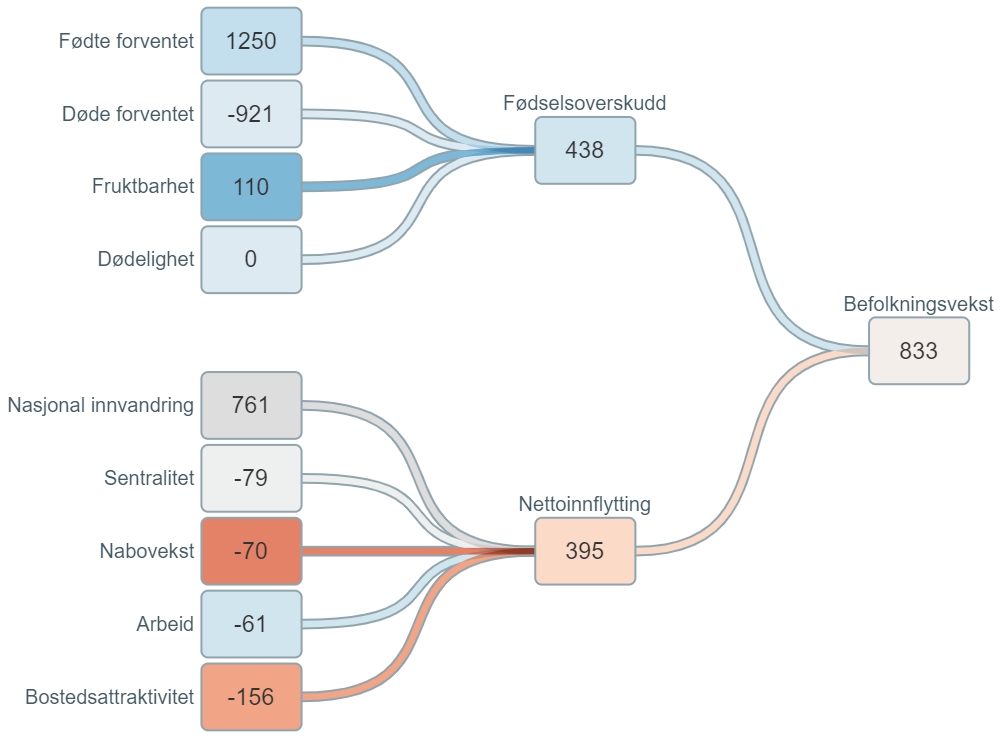 Fødte forventet 1250
Døde forventet -921
Fruktbarhet 110
Dødelighet 0
Fødselsoverskudd
438
Nasjonal innvandring 761
Sentralitet -79
Nabovekst -70
Arbeid -61
Bostedsattraktivitet -156
Nettoinnflytting
395
Befolkningsvekst
833